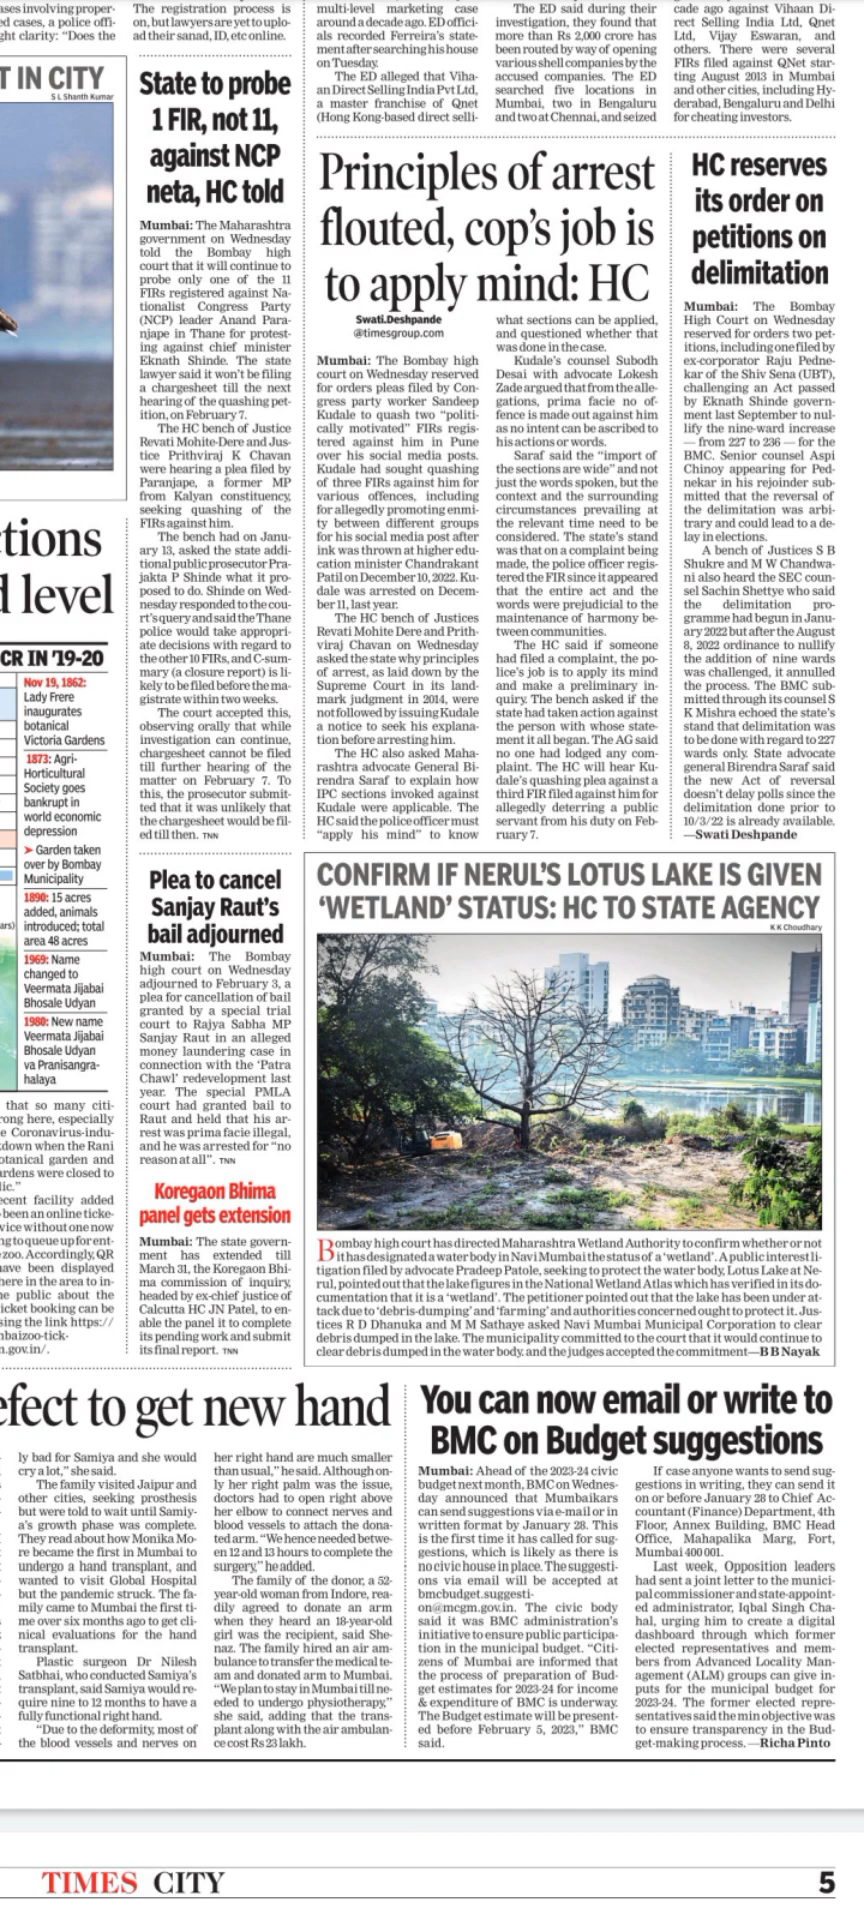 ases involving proper-
ed cases, a police offi-
ght clarity: "Does the
The registration process is
on, but lawyers are yet to uplo-
ad their sanad, ID, etc online.
multi-level marketing case
around a decade ago. ED offici-
als recorded Ferreira's state-
ment after searching his house
on Tuesday.
The ED alleged that Viha-
an Direct Selling India Pvt Ltd,
a master franchise of Qnet
(Hong Kong-based direct selli-
The ED said during their
investigation, they found that
more than Rs 2,000 crore has
been routed by way of opening
various shell companies by the
accused companies. The ED
searched five locations in
Mumbai, two in Bengaluru
and two at Chennai, and seized
cade ago against Vihaan Di-
rect Selling India Ltd, Qnet
Ltd, Vijay Eswaran, and
others. There were several
FIRs filed against QNet star-
ting August 2013 in Mumbai
and other cities, including Hy-
derabad, Bengaluru and Delhi
for cheating investors.
T IN CITY
S L Shanth Kumar
State to probe
1 FIR, not 11,
against NCP
neta, HC told
Mumbai: The Maharashtra
government on Wednesday
told the Bombay high
court that it will continue to
probe only one of the 11
FIRs registered against Na-
tionalist Congress Party
(NCP) leader Anand Para-
njape in Thane for protest-
ing against chief minister
Eknath Shinde. The state
lawyer said it won't be filing
a chargesheet till the next
hearing of the quashing pet-
ition, on February 7.
The HC bench of Justice
Revati Mohite-Dere and Jus-
tice Prithviraj K Chavan
were hearing a plea filed by
Paranjape, a former MP
from Kalyan constituency,
seeking quashing of the
FIRs against him.
The bench had on Janu-
ary 13, asked the state addi-
tional public prosecutor Pra-
jakta P Shinde what it pro-
posed to do. Shinde on Wed-
nesday responded to the cou-
rt's query and said the Thane
police would take appropri-
ate decisions with regard to
the other 10 FIRs, and C-sum-
mary (a closure report) is li-
kely to be filed before the ma-
gistrate within two weeks.
The court accepted this,
observing orally that while
investigation can continue,
chargesheet cannot be filed
till further hearing of the
matter on February 7. To
this, the prosecutor submit-
ted that it was unlikely that
the chargesheet would be fil-
ed till then. TNN
Principles of arrest
flouted, cop's job is
to apply mind: HC
Swati.Deshpande
@timesgroup.com
Mumbai: The Bombay high
court on Wednesday reserved
for orders pleas filed by Con-
gress party worker Sandeep
Kudale to quash two "politi-
cally motivated" FIRs regis-
tered against him in Pune
over his social media posts.
Kudale had sought quashing
of three FIRs against him for
various offences, including
for allegedly promoting enmi-
ty between different groups
for his social media post after
ink was thrown at higher edu-
cation minister Chandrakant
Patil on December 10, 2022. Ku-
dale was arrested on Decem-
ber 11, last year.
The HC bench of Justices
Revati Mohite Dere and Prith-
viraj Chavan on Wednesday
asked the state why principles
of arrest, as laid down by the
Supreme Court in its land-
mark judgment in 2014, were
not followed by issuing Kudale
a notice to seek his explana-
tion before arresting him.
The HC also asked Maha-
rashtra advocate General Bi-
rendra Saraf to explain how
IPC sections invoked against
Kudale were applicable. The
HC said the police officer must
"apply his mind" to know
what sections can be applied,
and questioned whether that
was done in the case.
Kudale's counsel Subodh
Desai with advocate Lokesh
Zade argued that from the alle-
gations, prima facie no of-
fence is made out against him
as no intent can be ascribed to
his actions or words.
Saraf said the "import of
the sections are wide" and not
just the words spoken, but the
context and the surrounding
circumstances prevailing at
the relevant time need to be
considered. The state's stand
was that on a complaint being
made, the police officer regis-
tered the FIR since it appeared
that the entire act and the
words were prejudicial to the
maintenance of harmony be-
tween communities.
The HC said if someone
had filed a complaint, the po-
lice's job is to apply its mind
and make a preliminary in-
quiry. The bench asked if the
state had taken action against
the person with whose state-
ment it all began. The AG said
no one had lodged any com-
plaint. The HC will hear Ku-
dale's quashing plea against a
third FIR filed against him for
allegedly deterring a public
servant from his duty on Feb-
ruary 7.
HC reserves
its order on
petitions on
delimitation
Mumbai: The Bombay
High Court on Wednesday
reserved for orders two pet-
itions, including one filed by
ex-corporator Raju Pedne-
kar of the Shiv Sena (UBT),
challenging an Act passed
by Eknath Shinde govern-
ment last September to nul-
lify the nine-ward increase
— from 227 to 236 — for the
BMC. Senior counsel Aspi
Chinoy appearing for Ped-
nekar in his rejoinder sub-
mitted that the reversal of
the delimitation was arbi-
trary and could lead to a de-
lay in elections.
A bench of Justices S B
Shukre and M W Chandwa-
ni also heard the SEC coun-
sel Sachin Shettye who said
the delimitation pro-
gramme had begun in Janu-
ary 2022 but after the August
8, 2022 ordinance to nullify
the addition of nine wards
was challenged, it annulled
the process. The BMC sub-
mitted through its counsel S
K Mishra echoed the state's
stand that delimitation was
to be done with regard to 227
wards only. State advocate
general Birendra Saraf said
the new Act of reversal
doesn't delay polls since the
delimitation done prior to
10/3/22 is already available.
—Swati Deshpande
ctions
d level
CR IN '19-20
Nov 19, 1862:
Lady Frere
inaugurates
botanical
Victoria Gardens
1873: Agri-
Horticultural
Society goes
bankrupt in
world economic
depression
➤ Garden taken
over by Bombay
Municipality
1890: 15 acres
added, animals
introduced; total
area 48 acres
1969: Name
changed to
Veermata Jijabai
Bhosale Udyan
1980: New name
Veermata Jijabai
Bhosale Udyan
va Pranisangra-
halaya
ars)
that so many citi-
rong here, especially
e Coronavirus-indu-
kdown when the Rani
otanical garden and
ardens were closed to
lic."
ecent facility added
been an online ticke-
vice without one now
ng to queue up for ent-
zoo. Accordingly, QR
have been displayed
here in the area to in-
he public about the
icket booking can be
sing the link https://
nbaizoo-tick-
n.gov.in/.
Plea to cancel
Sanjay Raut's
bail adjourned
Mumbai: The Bombay
high court on Wednesday
adjourned to February 3, a
plea for cancellation of bail
granted by a special trial
court to Rajya Sabha MP
Sanjay Raut in an alleged
money laundering case in
connection with the 'Patra
Chawl' redevelopment last
year. The special PMLA
court had granted bail to
Raut and held that his ar-
rest was prima facie illegal,
and he was arrested for "no
reason at all". TNN
Koregaon Bhima
panel gets extension
Mumbai: The state govern-
ment has extended till
March 31, the Koregaon Bhi-
ma commission of inquiry,
headed by ex-chief justice of
Calcutta HC JN Patel, to en-
able the panel it to complete
its pending work and submit
its final report. TNN
CONFIRM IF NERUL'S LOTUS LAKE IS GIVEN
'WETLAND' STATUS: HC TO STATE AGENCY
K K Choudhary
Bombay high court has directed Maharashtra Wetland Authority to confirm whether or not
it has designated a water body in Navi Mumbai the status of a 'wetland'. A public interest li-
tigation filed by advocate Pradeep Patole, seeking to protect the water body, Lotus Lake at Ne-
rul, pointed out that the lake figures in the National Wetland Atlas which has verified in its do-
cumentation that it is a 'wetland'. The petitioner pointed out that the lake has been under at-
tack due to 'debris-dumping' and 'farming' and authorities concerned ought to protect it. Jus-
tices R D Dhanuka and M M Sathaye asked Navi Mumbai Municipal Corporation to clear
debris dumped in the lake. The municipality committed to the court that it would continue to
clear debris dumped in the water body. and the judges accepted the commitment—B B Nayak
efect to get new hand
ly bad for Samiya and she would
cry a lot," she said.
The family visited Jaipur and
other cities, seeking prosthesis
but were told to wait until Samiy-
a's growth phase was complete.
They read about how Monika Mo-
re became the first in Mumbai to
undergo a hand transplant, and
wanted to visit Global Hospital
but the pandemic struck. The fa-
mily came to Mumbai the first ti-
me over six months ago to get cli-
nical evaluations for the hand
transplant.
Plastic surgeon Dr Nilesh
Satbhai, who conducted Samiya's
transplant, said Samiya would re-
quire nine to 12 months to have a
fully functional right hand.
"Due to the deformity, most of
the blood vessels and nerves on
her right hand are much smaller
than usual," he said. Although on-
ly her right palm was the issue,
doctors had to open right above
her elbow to connect nerves and
blood vessels to attach the dona-
ted arm. "We hence needed betwe-
en 12 and 13 hours to complete the
surgery," he added.
The family of the donor, a 52-
year-old woman from Indore, rea-
dily agreed to donate an arm
when they heard an 18-year-old
girl was the recipient, said She-
naz. The family hired an air am-
bulance to transfer the medical te-
am and donated arm to Mumbai.
"We plan to stay in Mumbai till ne-
eded to undergo physiotherapy,"
she said, adding that the trans-
plant along with the air ambulan-
ce cost Rs 23 lakh.
You can now email or write to
BMC on Budget suggestions
Mumbai: Ahead of the 2023-24 civic
budget next month, BMC on Wednes-
day announced that Mumbaikars
can send suggestions via e-mail or in
written format by January 28. This
is the first time it has called for sug-
gestions, which is likely as there is
no civic house in place. The suggesti-
ons via email will be accepted at
bmcbudget.suggesti-
on@mcgm.gov.in. The civic body
said it was BMC administration's
initiative to ensure public participa-
tion in the municipal budget. "Citi-
zens of Mumbai are informed that
the process of preparation of Bud-
get estimates for 2023-24 for income
& expenditure of BMC is underway.
The Budget estimate will be present-
ed before February 5, 2023," BMC
said.
If case anyone wants to send sug-
gestions in writing, they can send it
on or before January 28 to Chief Ac-
countant (Finance) Department, 4th
Floor, Annex Building, BMC Head
Office, Mahapalika Marg, Fort,
Mumbai 400 001.
Last week, Opposition leaders
had sent a joint letter to the munici-
pal commissioner and state-appoint-
ed administrator, Iqbal Singh Cha-
hal, urging him to create a digital
dashboard through which former
elected representatives and mem-
bers from Advanced Locality Man-
agement (ALM) groups can give in-
puts for the municipal budget for
2023-24. The former elected repre-
sentatives said the min objective was
to ensure transparency in the Bud-
get-making process. —Richa Pinto
TIMES CITY
5